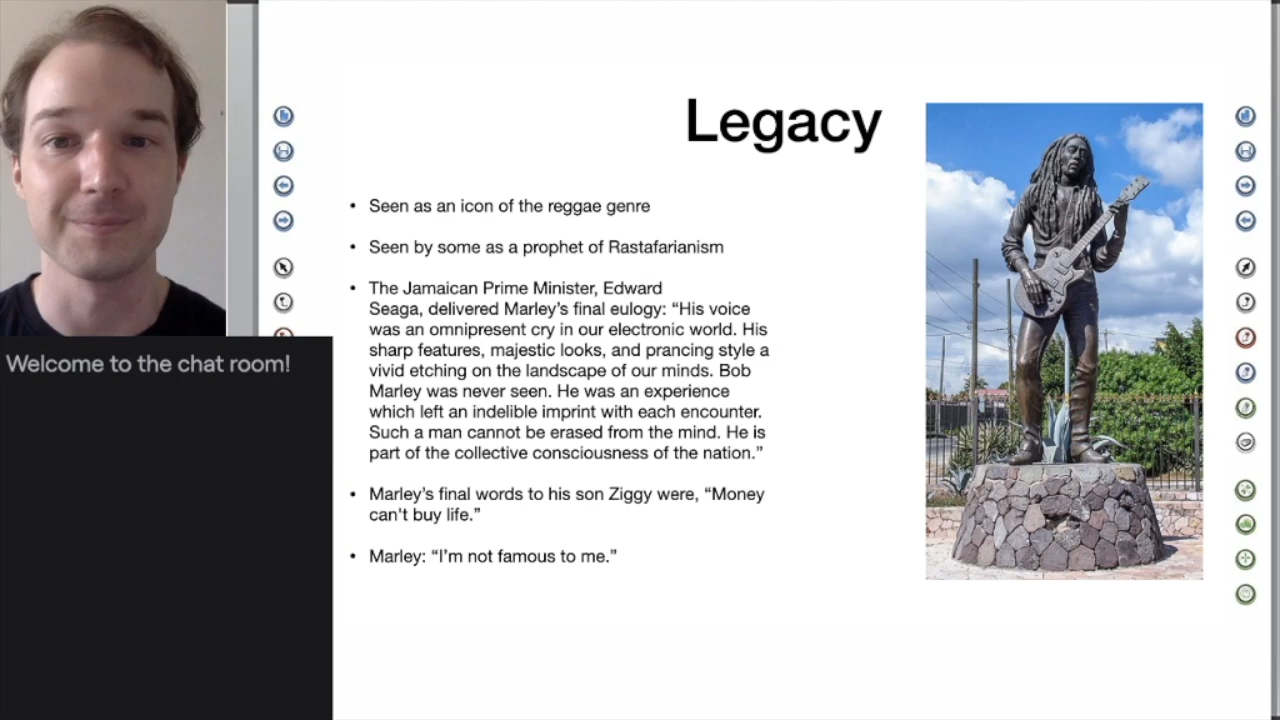 Legacy
• Seen as an icon of the reggae genre
• Seen by some as a prophet of Rastafarianism
• The Jamaican Prime Minister, Edward
Seaga, delivered Marley’s final eulogy: “His voice
was an omnipresent cry in our electronic world. His
sharp features, majestic looks, and prancing style a
vivid etching on the landscape of our minds. Bob
Marley was never seen. He was an experience
which left an indelible imprint with each encounter.
Such a man cannot be erased from the mind. He is
part of the collective consciousness of the nation.”
• Marley’s final words to his son Ziggy were, “Money
can't buy life.”
• Marley: “I’m not famous to me.”
Welcome to the chat room!